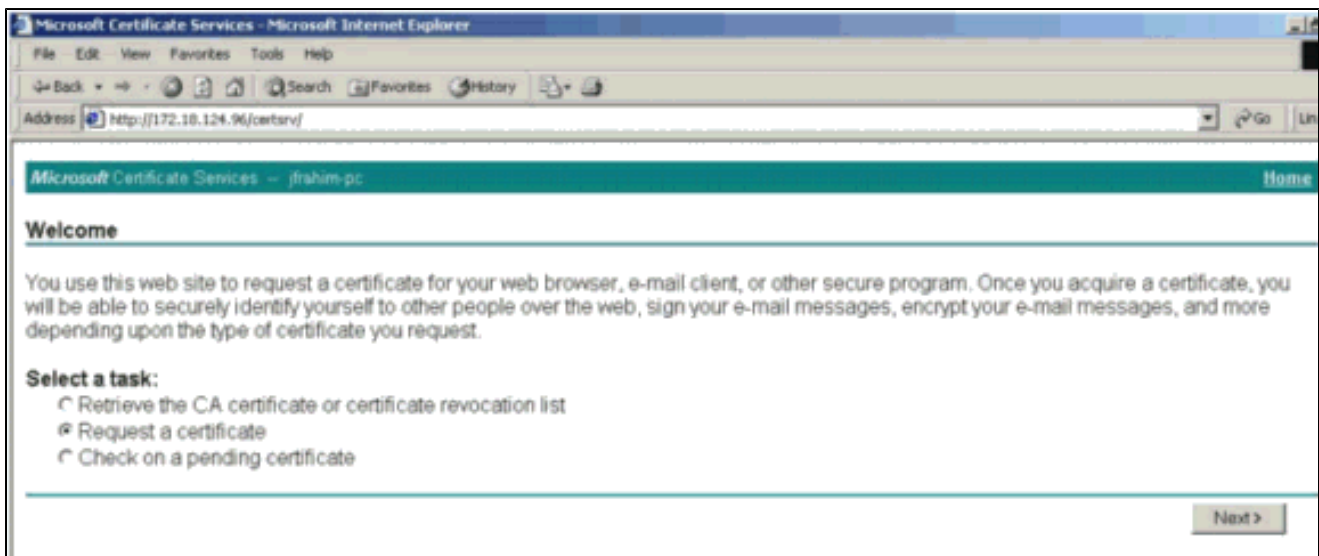 Microsoft Certificate Services - Microsoft Internet Explorer
File Edit View Favorites Tools Help
Back Search Favorites History
Address http://172.18.124.96/certsrv/ Go Lin
Microsoft Certificate Services -- jfrahim-pc Home
Welcome
You use this web site to request a certificate for your web browser, e-mail client, or other secure program. Once you acquire a certificate, you
will be able to securely identify yourself to other people over the web, sign your e-mail messages, encrypt your e-mail messages, and more
depending upon the type of certificate you request.
Select a task:
Retrieve the CA certificate or certificate revocation list
Request a certificate
Check on a pending certificate
Next >